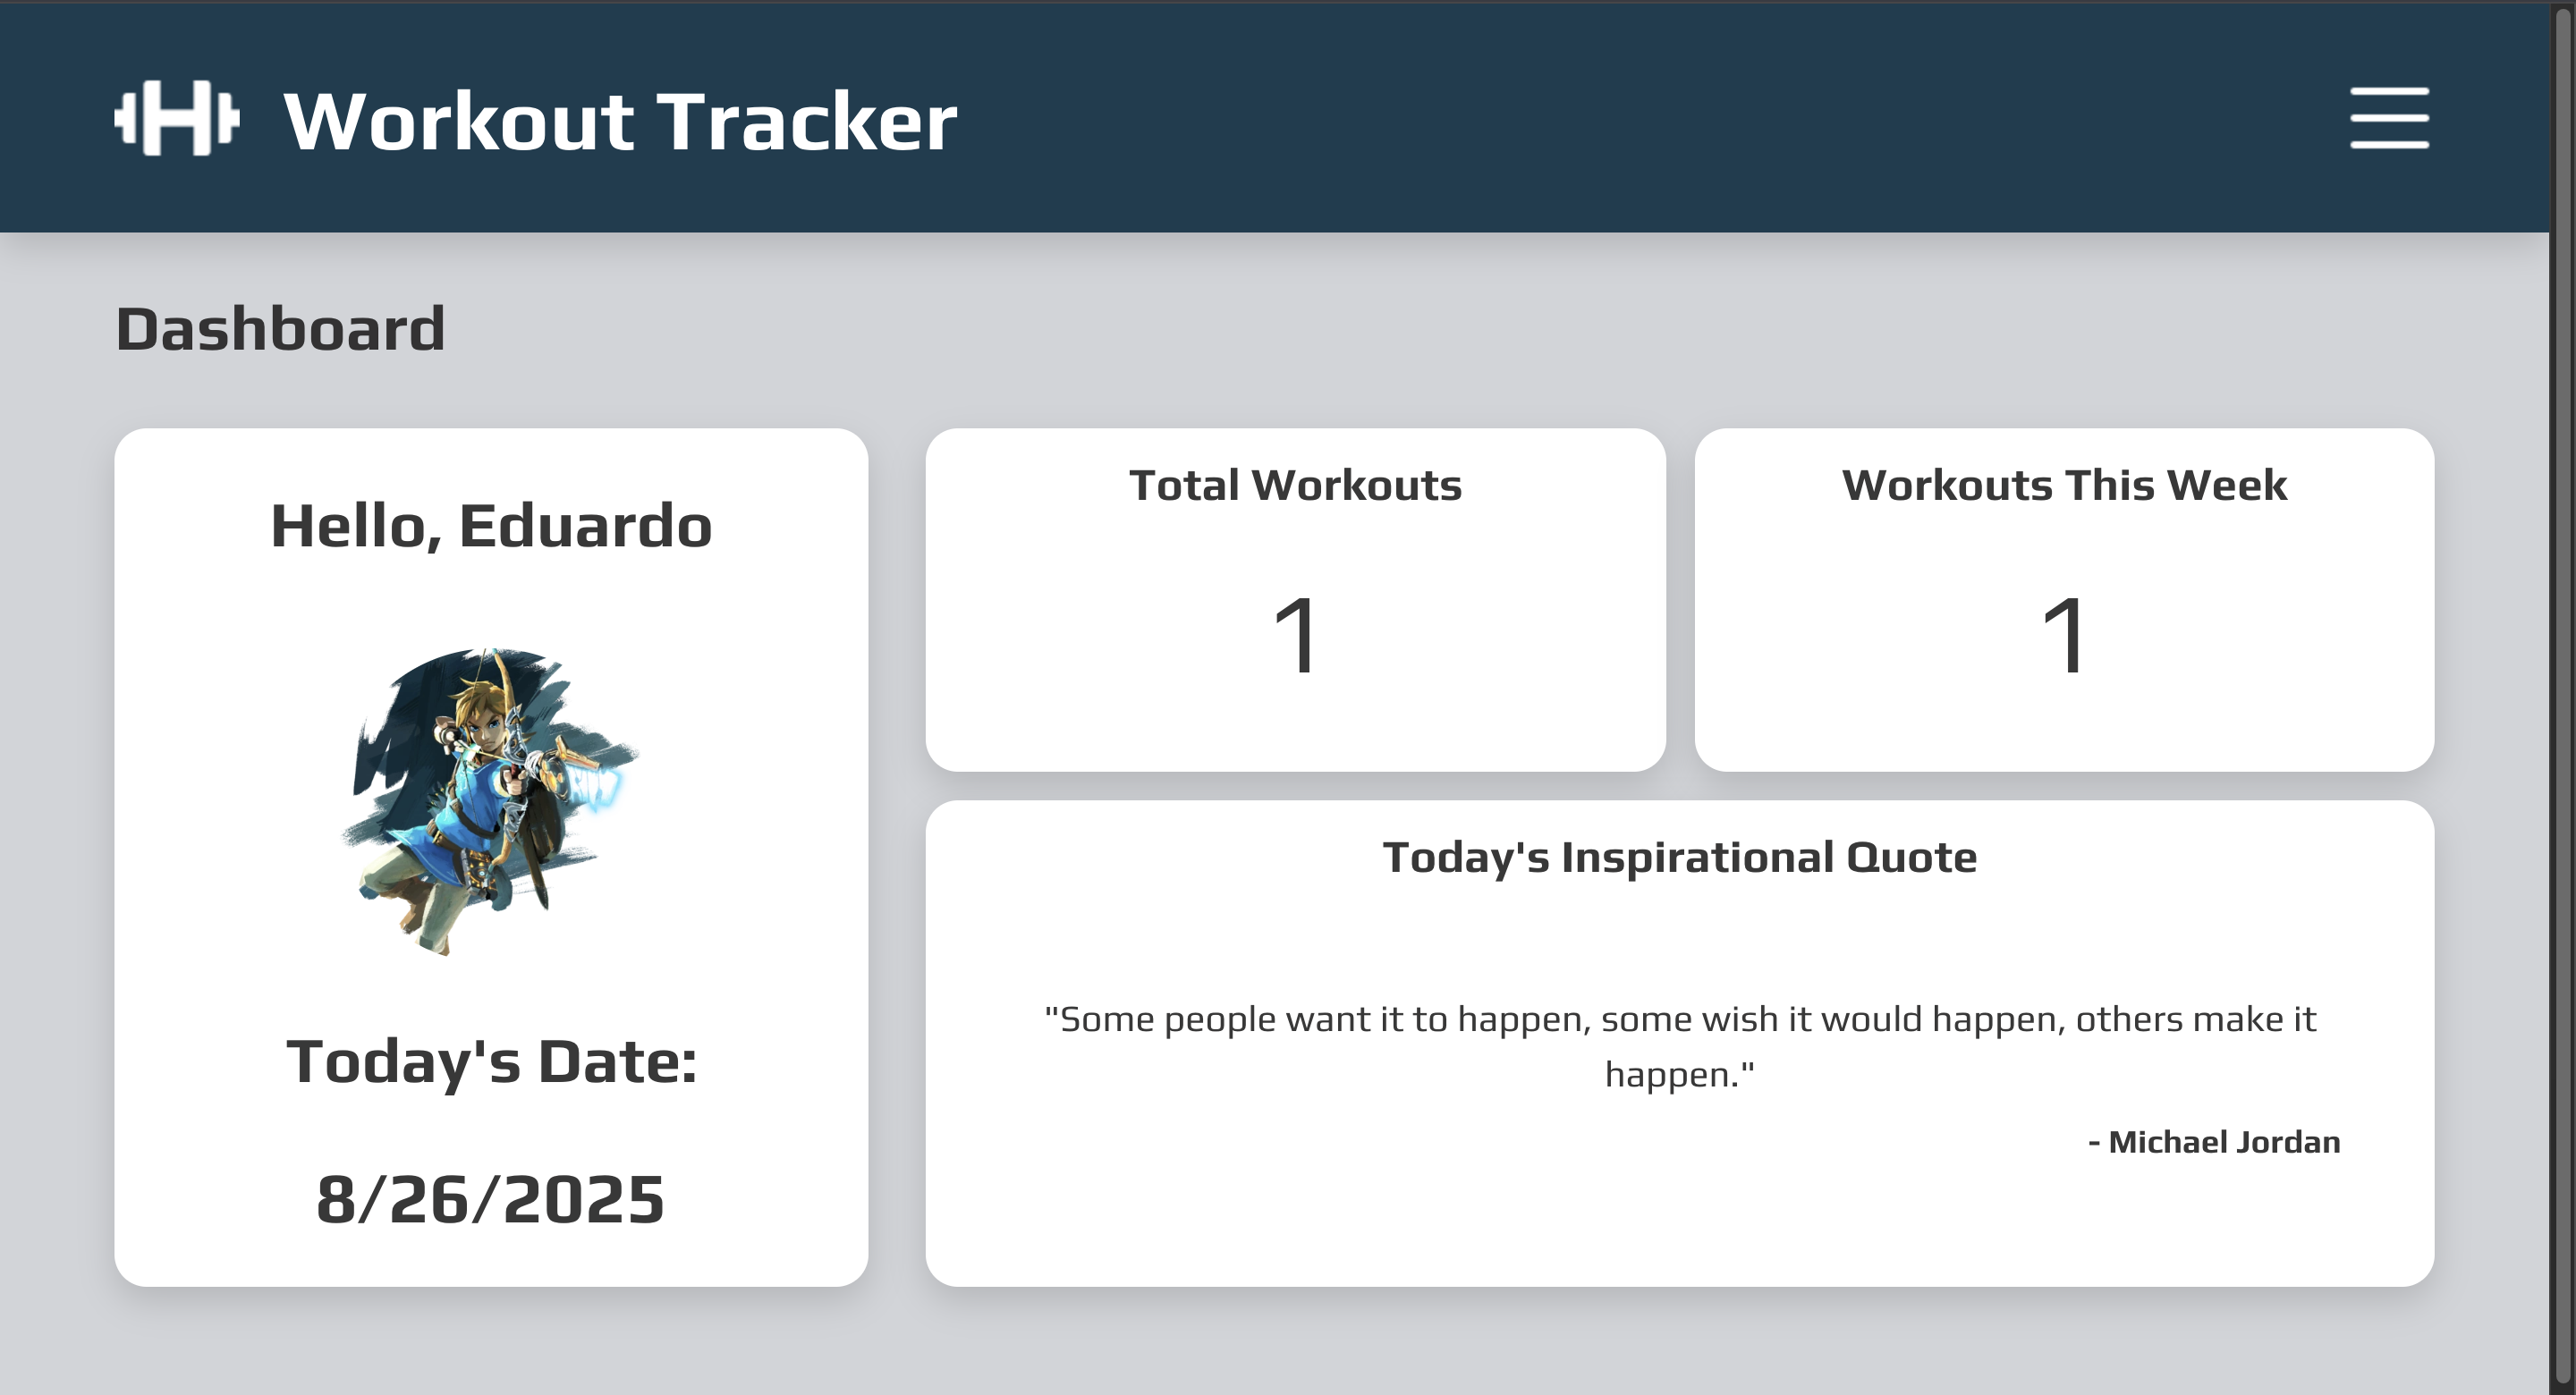 Workout Tracker
Dashboard
Hello, Eduardo
Today's Date:
8/26/2025
Total Workouts
1
Workouts This Week
1
Today's Inspirational Quote
"Some people want it to happen, some wish it would happen, others make it
happen."
- Michael Jordan